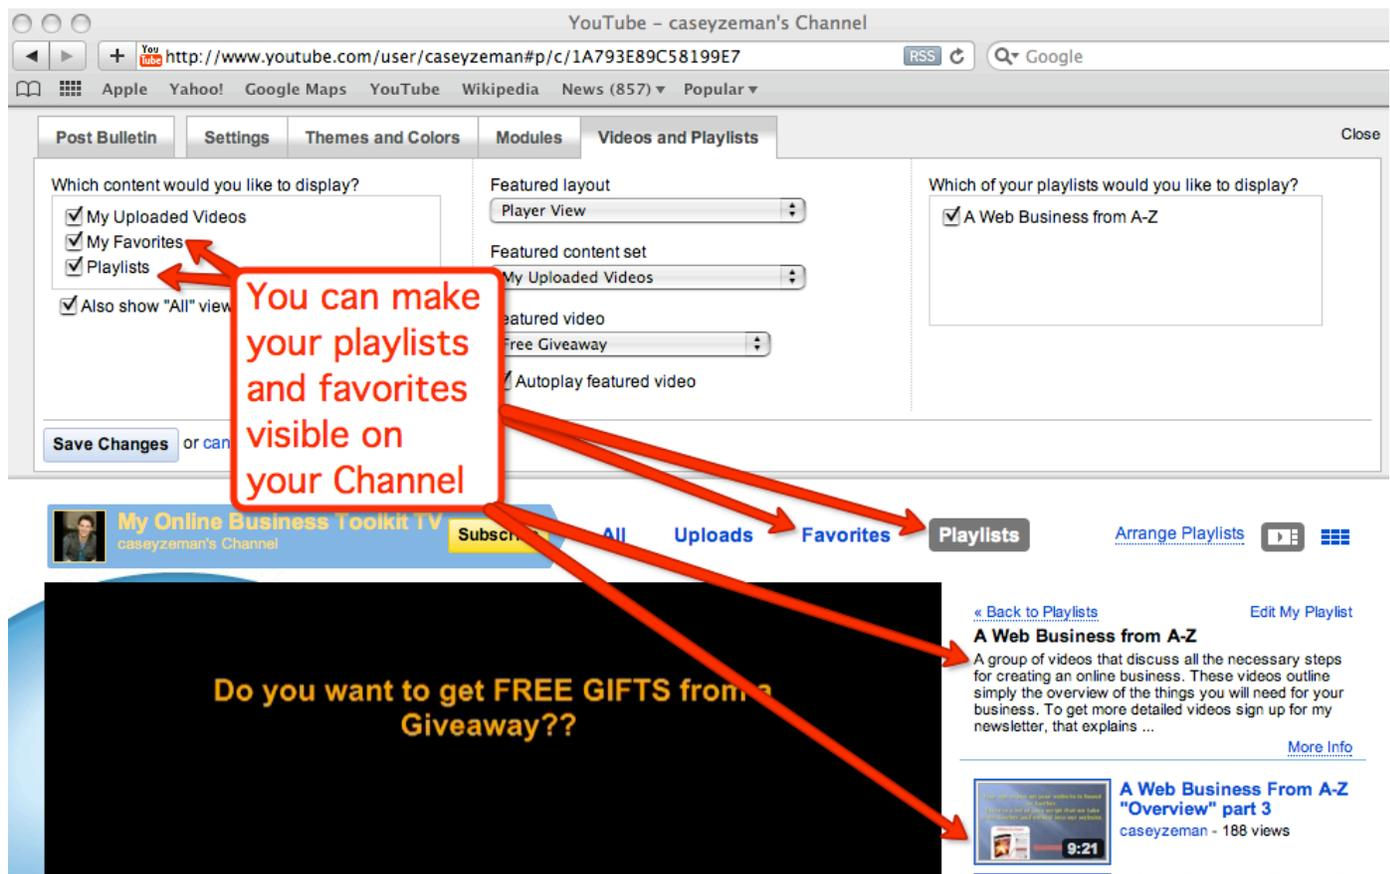 YouTube – caseyzeman's Channel
You Tube http://www.youtube.com/user/caseyzeman#p/c/1A793E89C58199E7 RSS Google
Apple Yahoo! Google Maps YouTube Wikipedia News (857) Popular
Post Bulletin Settings Themes and Colors Modules Videos and Playlists Close
Which content would you like to display?
My Uploaded Videos
My Favorites
Playlists
Also show "All" view
Featured layout
Player View
Featured content set
My Uploaded Videos
eatured video
Free Giveaway
Autoplay featured video
Which of your playlists would you like to display?
A Web Business from A-Z
You can make
your playlists
and favorites
visible on
your Channel
Save Changes or can
My Online Business Toolkit TV
caseyzeman's Channel
Subscribe All Uploads Favorites Playlists Arrange Playlists
Do you want to get FREE GIFTS from a
Giveaway??
« Back to Playlists Edit My Playlist
A Web Business from A-Z
A group of videos that discuss all the necessary steps
for creating an online business. These videos outline
simply the overview of the things you will need for your
business. To get more detailed videos sign up for my
newsletter, that explains ...
More Info
A Web Business From A-Z
"Overview" part 3
caseyzeman - 188 views
9:21